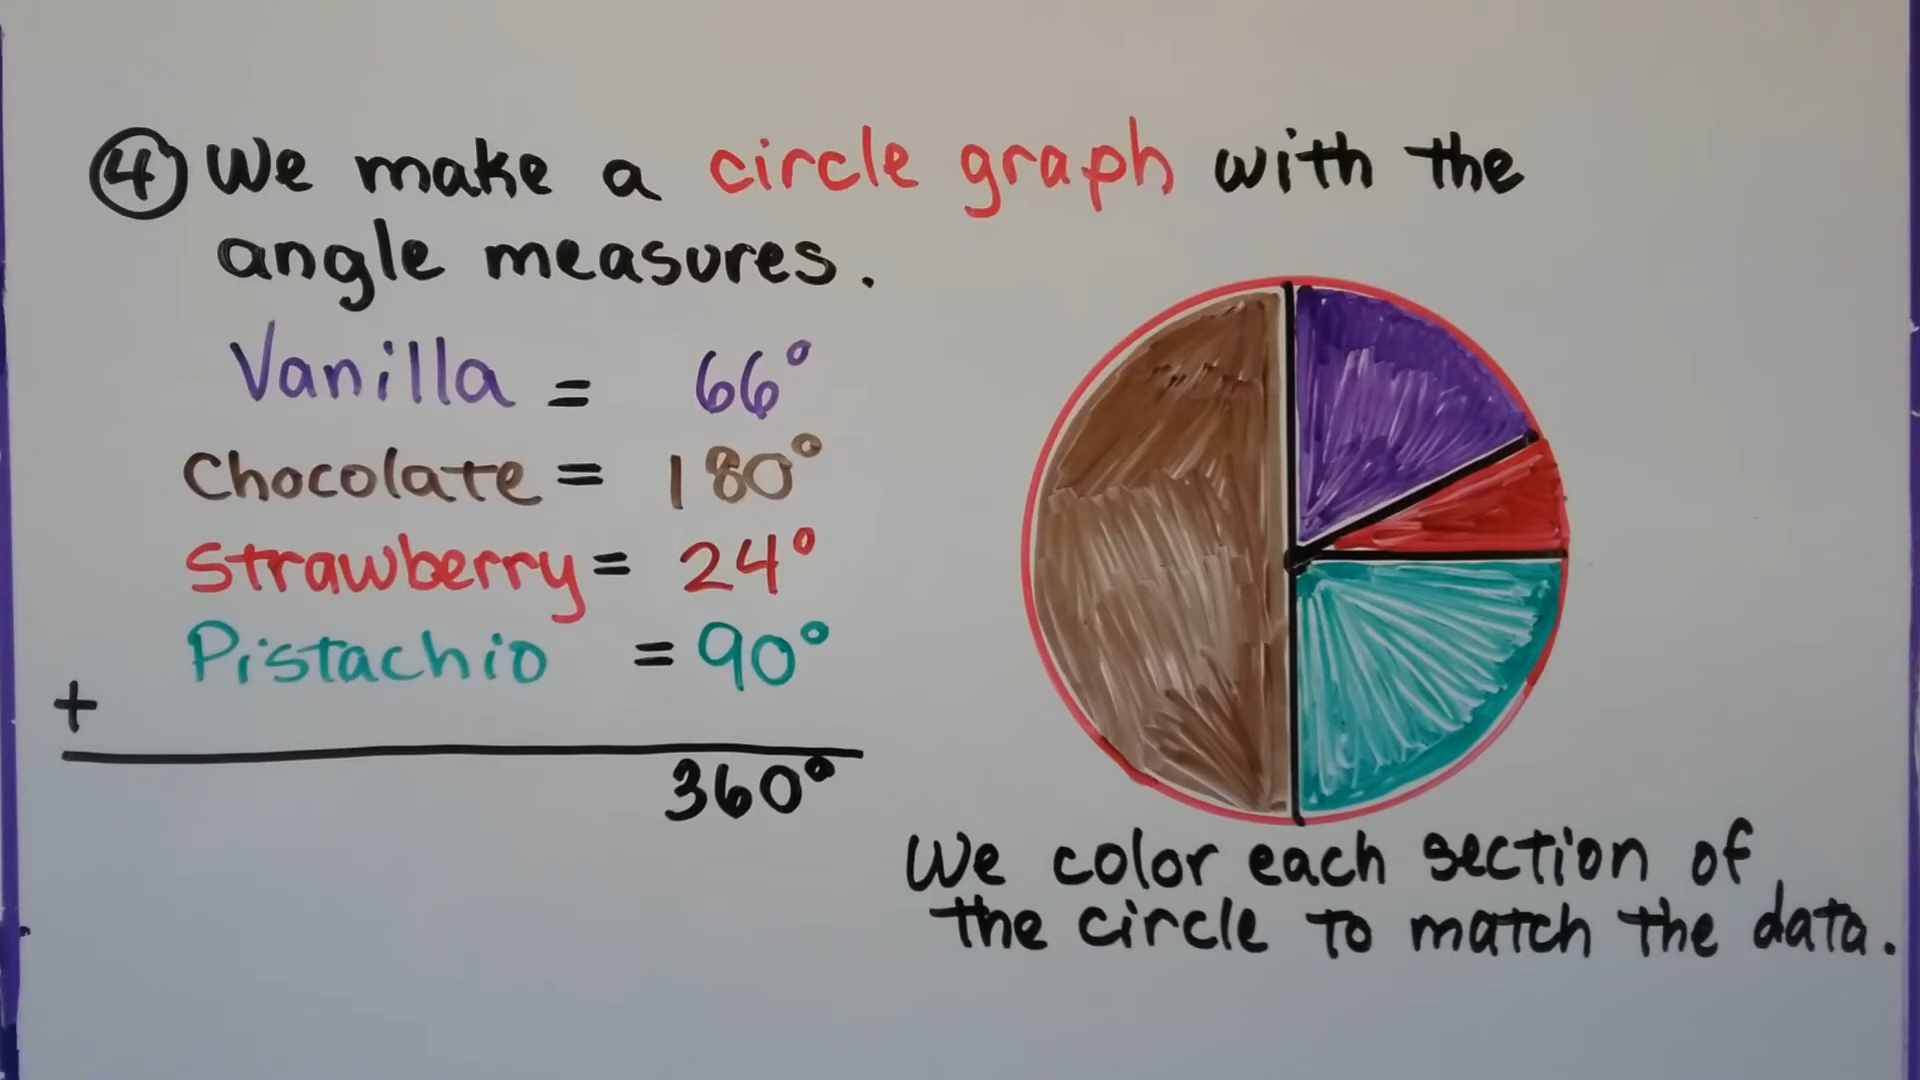 ④ We make a circle graph with the
angle measures.
Vanilla = 66°
Chocolate = 180°
Strawberry = 24°
Pistachio = 90°
+
360°
We color each section of
the circle to match the data.